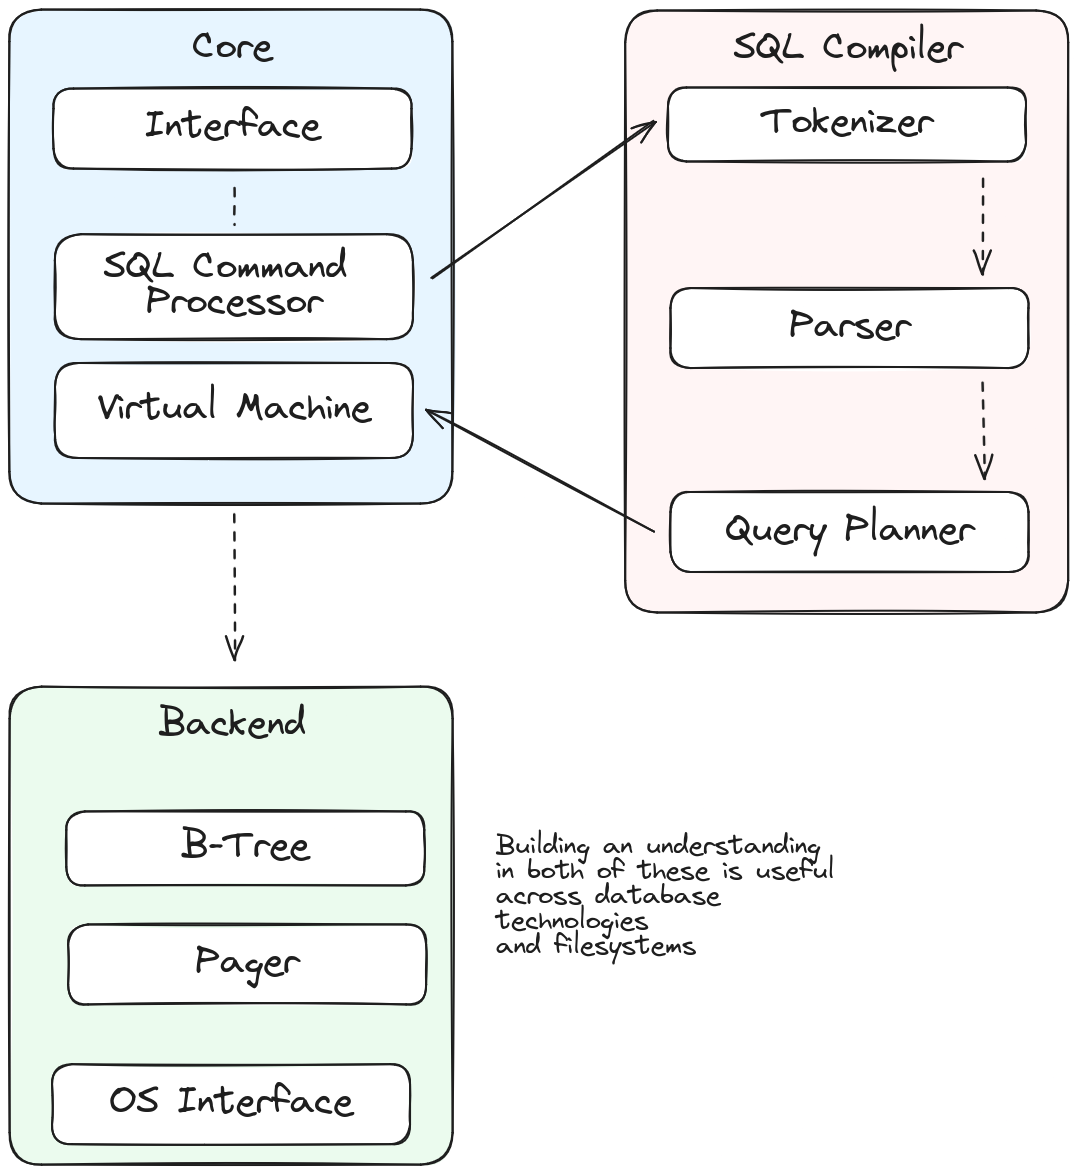 Core
Interface
SQL Command
Processor
Virtual Machine
SQL Compiler
Tokenizer
Parser
Query Planner
Backend
B-Tree
Pager
OS Interface
Building an understanding
in both of these is useful
across database
technologies
and filesystems